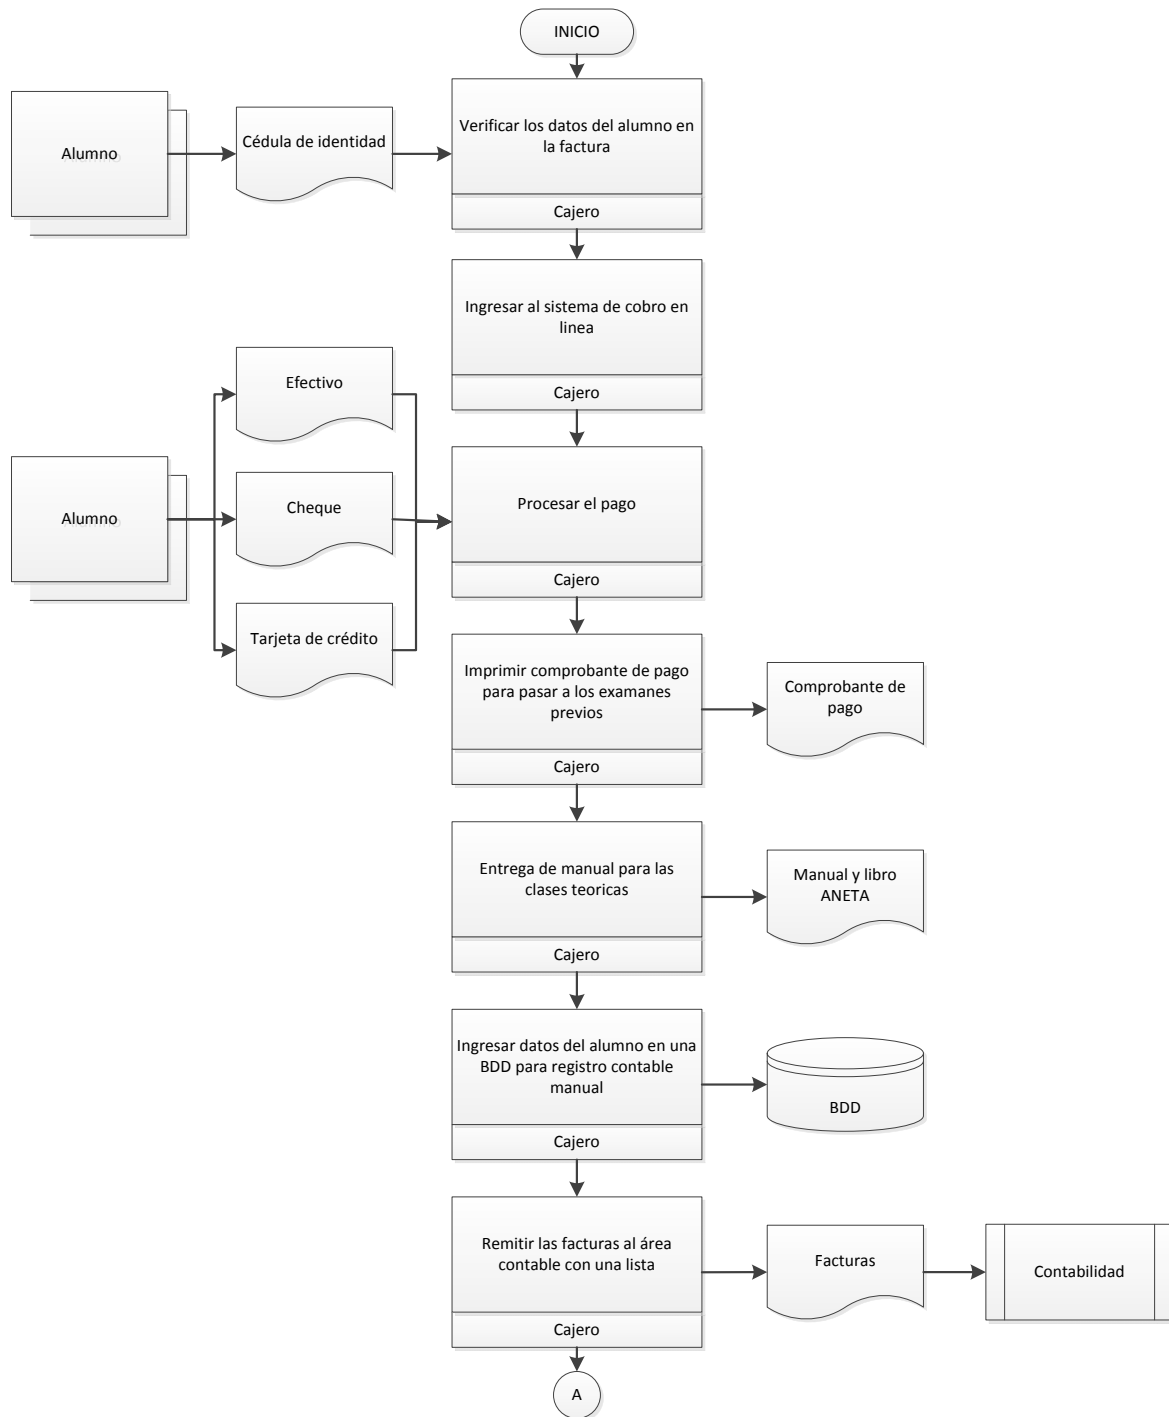 INICIO
Alumno
Cédula de identidad
Verificar los datos del alumno en
la factura
Cajero
Ingresar al sistema de cobro en
linea
Cajero
Alumno
Efectivo
Cheque
Tarjeta de crédito
Procesar el pago
Cajero
Imprimir comprobante de pago
para pasar a los examanes
previos
Cajero
Comprobante de
pago
Entrega de manual para las
clases teoricas
Cajero
Manual y libro
ANETA
Ingresar datos del alumno en una
BDD para registro contable
manual
Cajero
BDD
Remitir las facturas al área
contable con una lista
Cajero
Facturas
Contabilidad
A